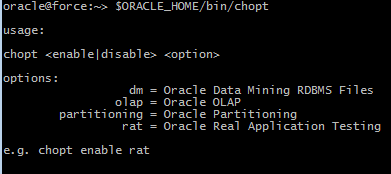 oracle@force:~> $ORACLE_HOME/bin/chopt
usage:
chopt <enable|disable> <option>
options:
dm = Oracle Data Mining RDBMS Files
olap = Oracle OLAP
partitioning = Oracle Partitioning
rat = Oracle Real Application Testing
e.g. chopt enable rat